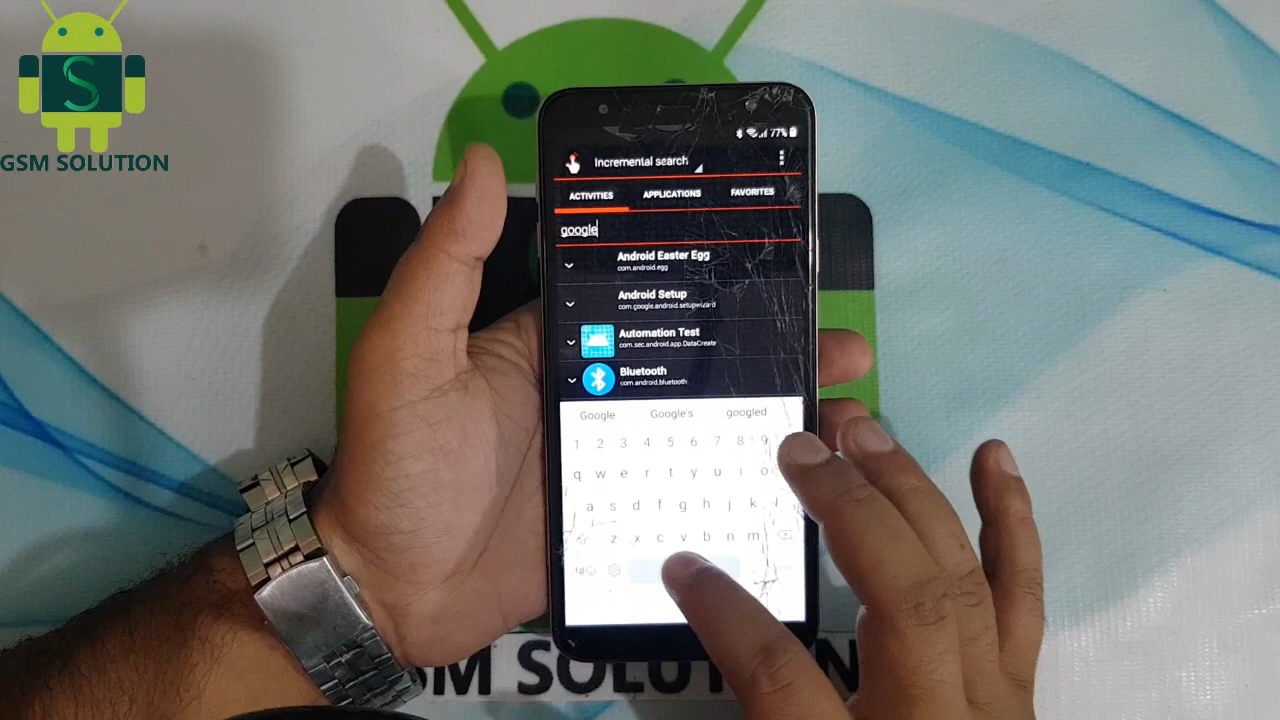 S
GSM SOLUTION
77%
Incremental search
ACTIVITIES APPLICATIONS FAVORITES
google
Android Easter Egg
com.android.egg
Android Setup
com.google.android.setupwizard
Automation Test
com.sec.android.app.DataCreate
Bluetooth
com.android.bluetooth
Google Google's googled
1 2 3 4 5 6 7 8 9
q w e r t y u i o
a s d f g h j k l
z x c v b n m
!#☺
SM SOLUTION